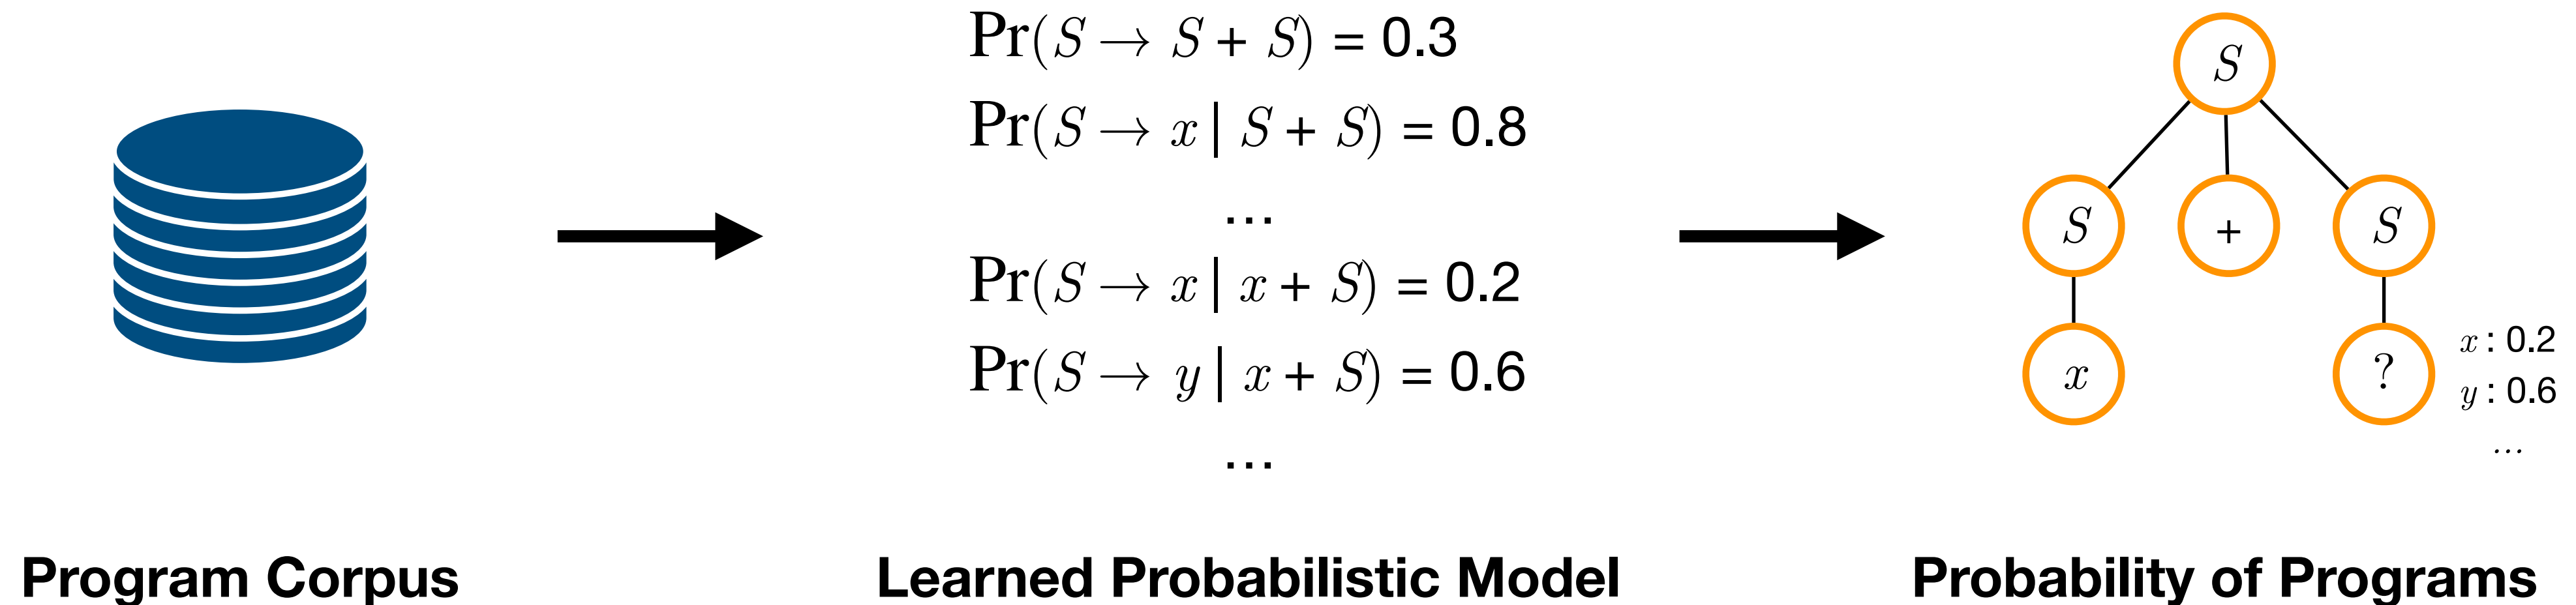 Pr(S → S + S) = 0.3
Pr(S → x | S + S) = 0.8
...
Pr(S → x | x + S) = 0.2
Pr(S → y | x + S) = 0.6
...
S
S + S
x ?
x : 0.2
y : 0.6
...
Program Corpus
Learned Probabilistic Model
Probability of Programs